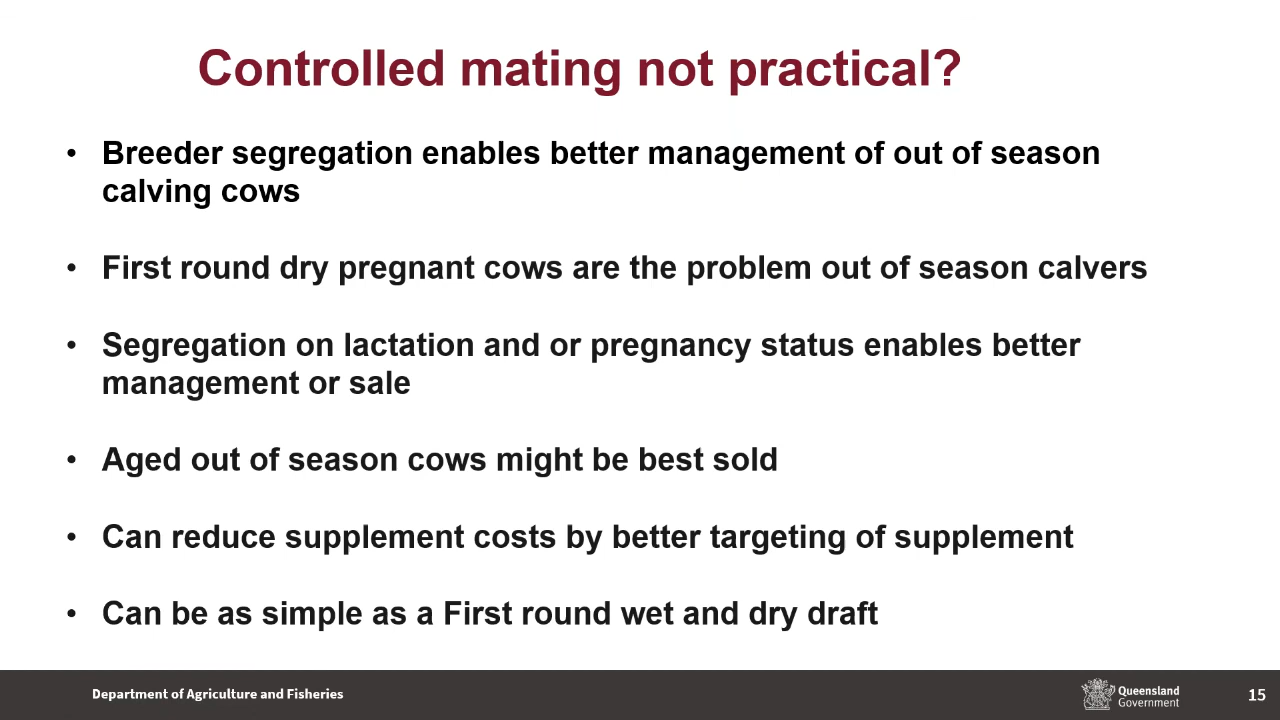 Controlled mating not practical?
• Breeder segregation enables better management of out of season
calving cows
• First round dry pregnant cows are the problem out of season calvers
• Segregation on lactation and or pregnancy status enables better
management or sale
• Aged out of season cows might be best sold
• Can reduce supplement costs by better targeting of supplement
• Can be as simple as a First round wet and dry draft
Department of Agriculture and Fisheries
Queensland
Government
15